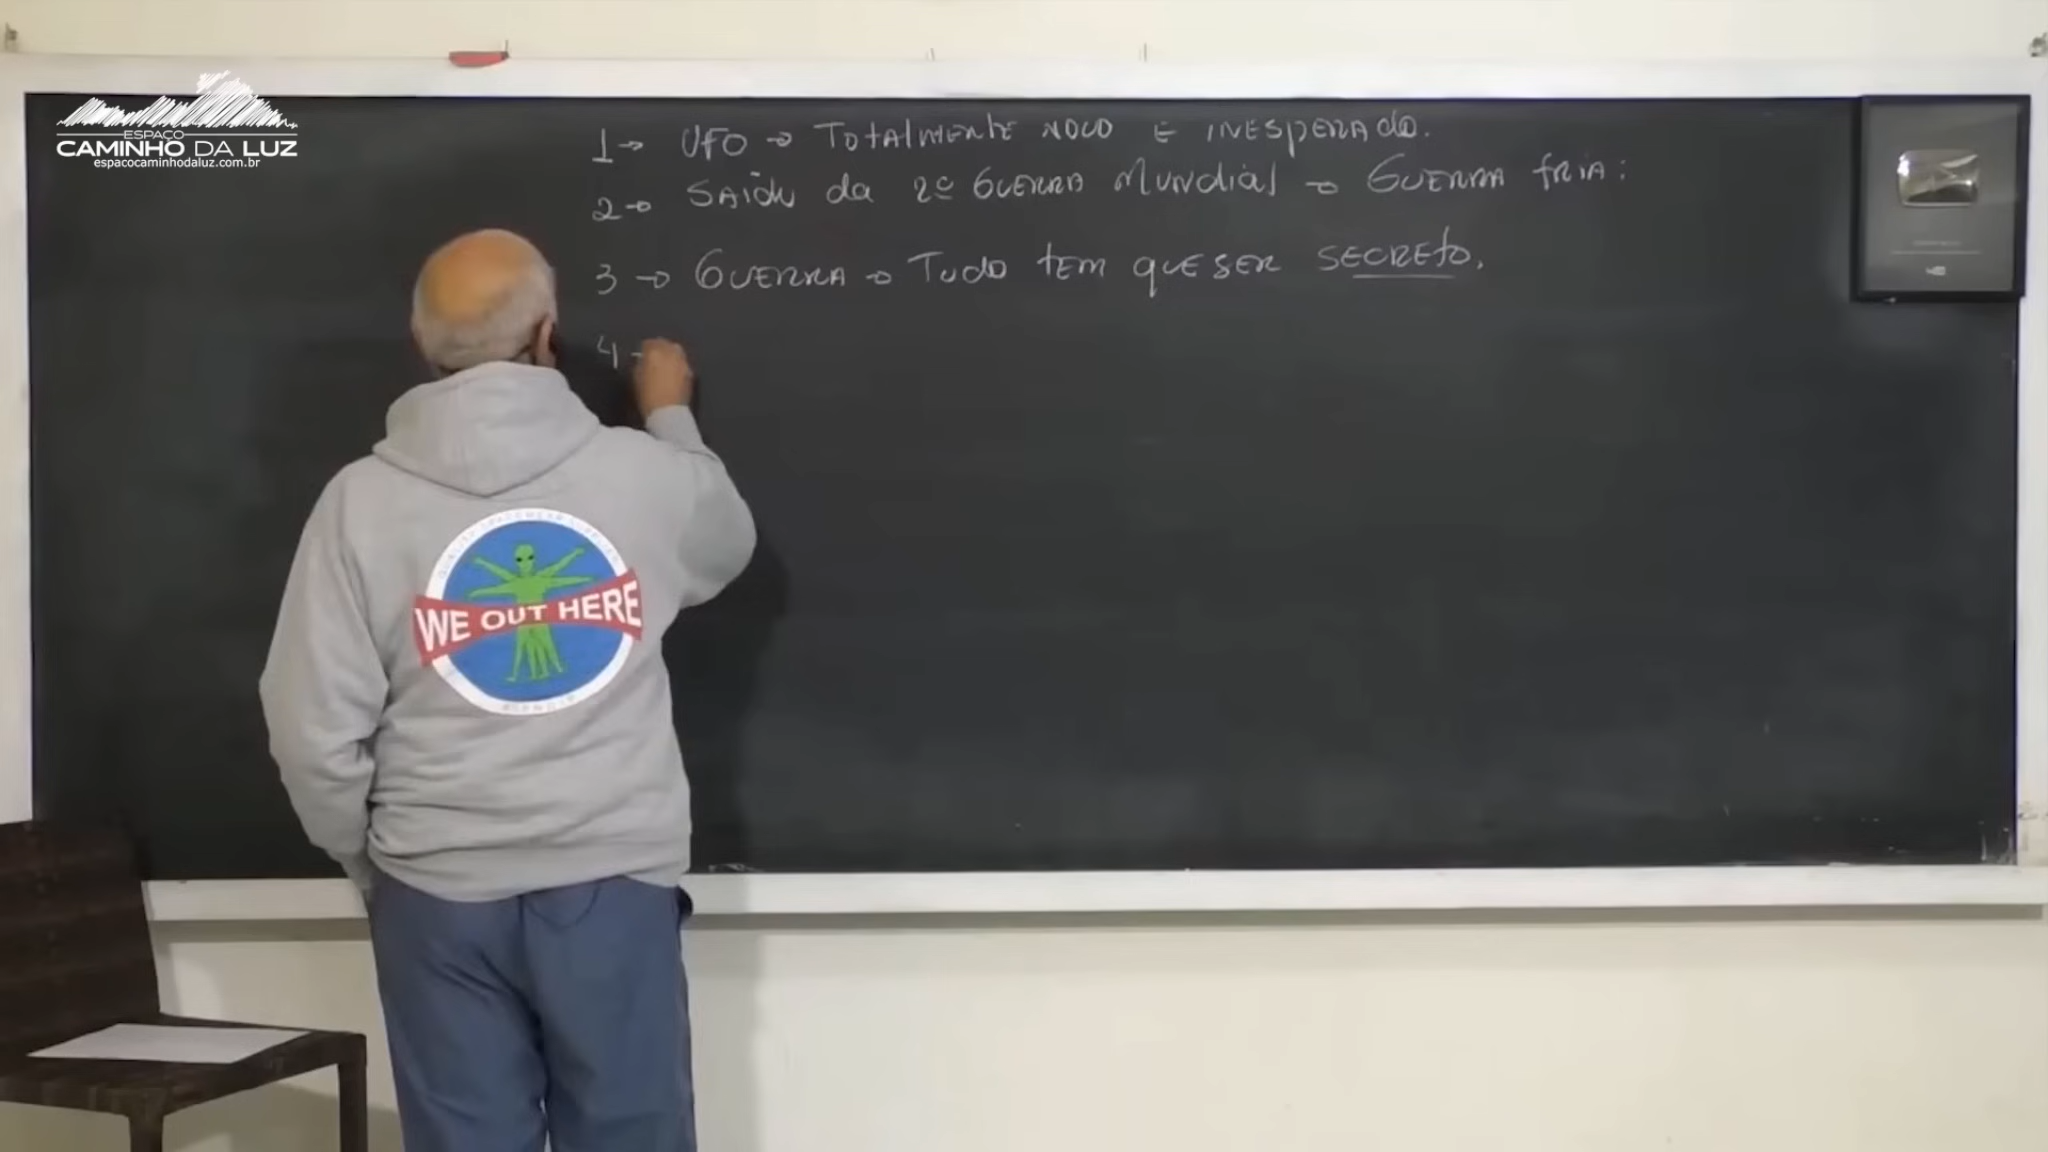 ESPAÇO
CAMINHO DA LUZ
espacocaminhodaluz.com.br
1→ UFO → Totalmente novo e inesperado.
2→ Saída da 2ª Guerra Mundial → Guerra fria:
3→ Guerra → Tudo tem que ser secreto.
4-
WE OUT HERE